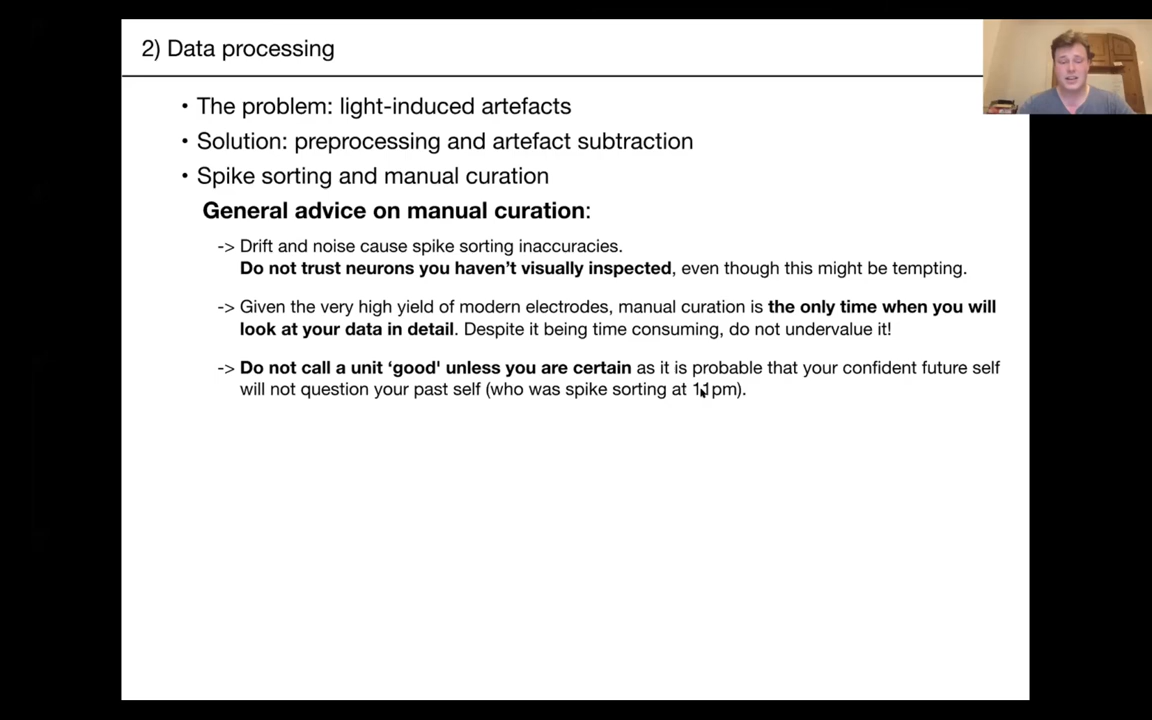 2) Data processing
• The problem: light-induced artefacts
• Solution: preprocessing and artefact subtraction
• Spike sorting and manual curation
General advice on manual curation:
-> Drift and noise cause spike sorting inaccuracies.
Do not trust neurons you haven't visually inspected, even though this might be tempting.
-> Given the very high yield of modern electrodes, manual curation is the only time when you will
look at your data in detail. Despite it being time consuming, do not undervalue it!
-> Do not call a unit ‘good' unless you are certain as it is probable that your confident future self
will not question your past self (who was spike sorting at 11pm).